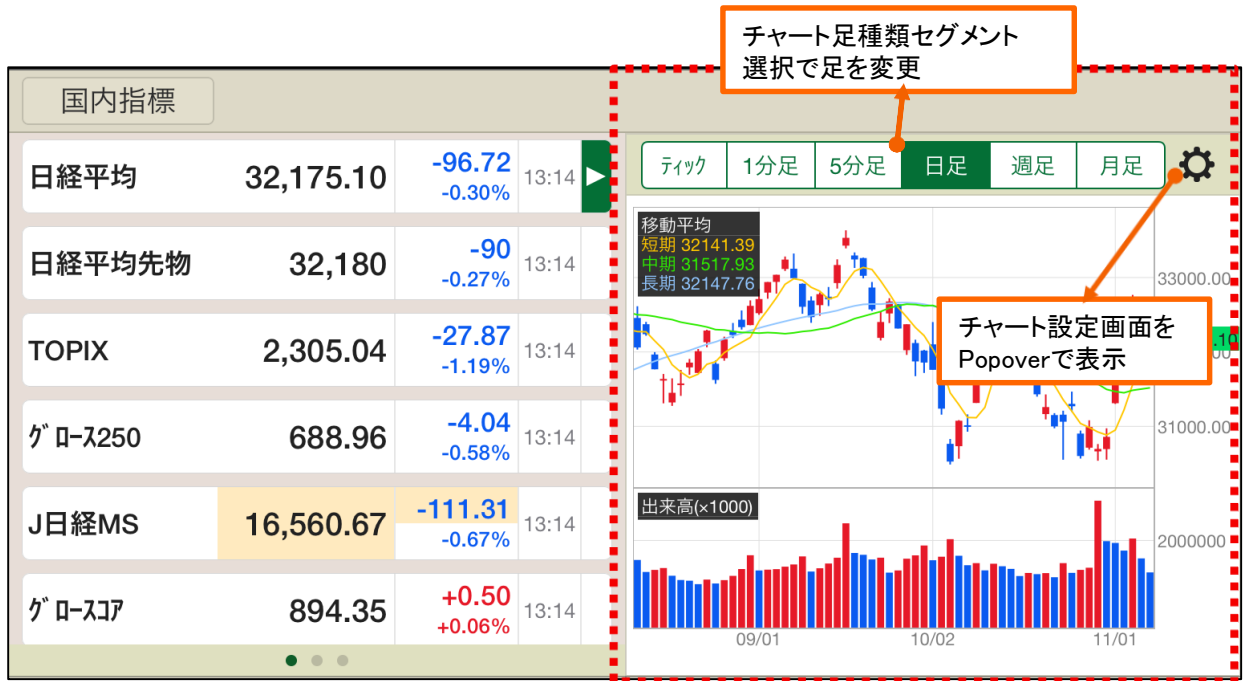 チャート足種類セグメント
選択で足を変更
国内指標
日経平均 32,175.10 -96.72 -0.30% 13:14
日経平均先物 32,180 -90 -0.27% 13:14
TOPIX 2,305.04 -27.87 -1.19% 13:14
ｸﾞﾛｰｽ250 688.96 -4.04 -0.58% 13:14
J日経MS 16,560.67 -111.31 -0.67% 13:14
ｸﾞﾛｰｽｺｱ 894.35 +0.50 +0.06% 13:14
ﾃｨｯｸ 1分足 5分足 日足 週足 月足
移動平均
短期 32141.39
中期 31517.93
長期 32147.76
33000.00
チャート設定画面を
Popoverで表示
.10
31000.00
出来高(×1000)
2000000
09/01 10/02 11/01